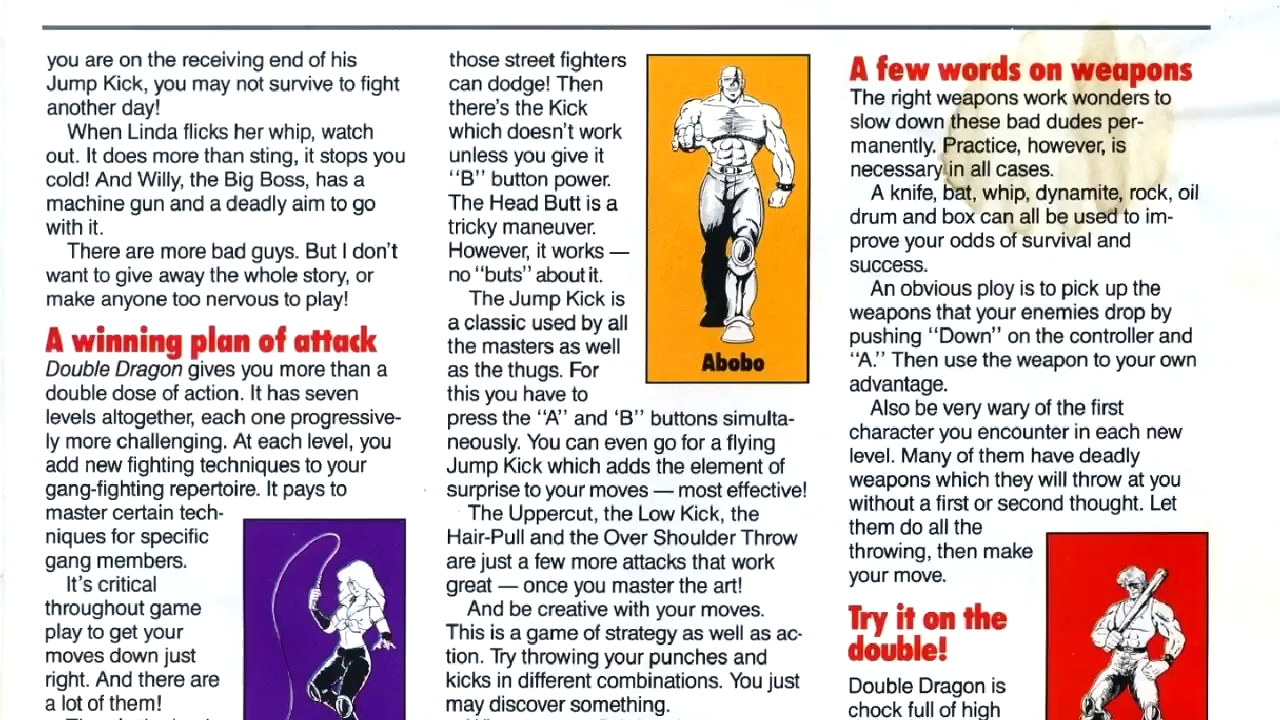 you are on the receiving end of his
Jump Kick, you may not survive to fight
another day!
When Linda flicks her whip, watch
out. It does more than sting, it stops you
cold! And Willy, the Big Boss, has a
machine gun and a deadly aim to go
with it.
There are more bad guys. But I don't
want to give away the whole story, or
make anyone too nervous to play!
A winning plan of attack
Double Dragon gives you more than a
double dose of action. It has seven
levels altogether, each one progressive-
ly more challenging. At each level, you
add new fighting techniques to your
gang-fighting repertoire. It pays to
master certain tech-
niques for specific
gang members.
It's critical
throughout game
play to get your
moves down just
right. And there are
a lot of them!
those street fighters
can dodge! Then
there's the Kick
which doesn't work
unless you give it
"B" button power.
The Head Butt is a
tricky maneuver.
However, it works —
no "buts" about it.
The Jump Kick is
a classic used by all
the masters as well
as the thugs. For
this you have to
press the "A" and 'B" buttons simulta-
neously. You can even go for a flying
Jump Kick which adds the element of
surprise to your moves — most effective!
The Uppercut, the Low Kick, the
Hair-Pull and the Over Shoulder Throw
are just a few more attacks that work
great — once you master the art!
And be creative with your moves.
This is a game of strategy as well as ac-
tion. Try throwing your punches and
kicks in different combinations. You just
may discover something.
Abobo
A few words on weapons
The right weapons work wonders to
slow down these bad dudes per-
manently. Practice, however, is
necessary in all cases.
A knife, bat, whip, dynamite, rock, oil
drum and box can all be used to im-
prove your odds of survival and
success.
An obvious ploy is to pick up the
weapons that your enemies drop by
pushing "Down" on the controller and
"A." Then use the weapon to your own
advantage.
Also be very wary of the first
character you encounter in each new
level. Many of them have deadly
weapons which they will throw at you
without a first or second thought. Let
them do all the
throwing, then make
your move.
Try it on the
double!
Double Dragon is
chock full of high